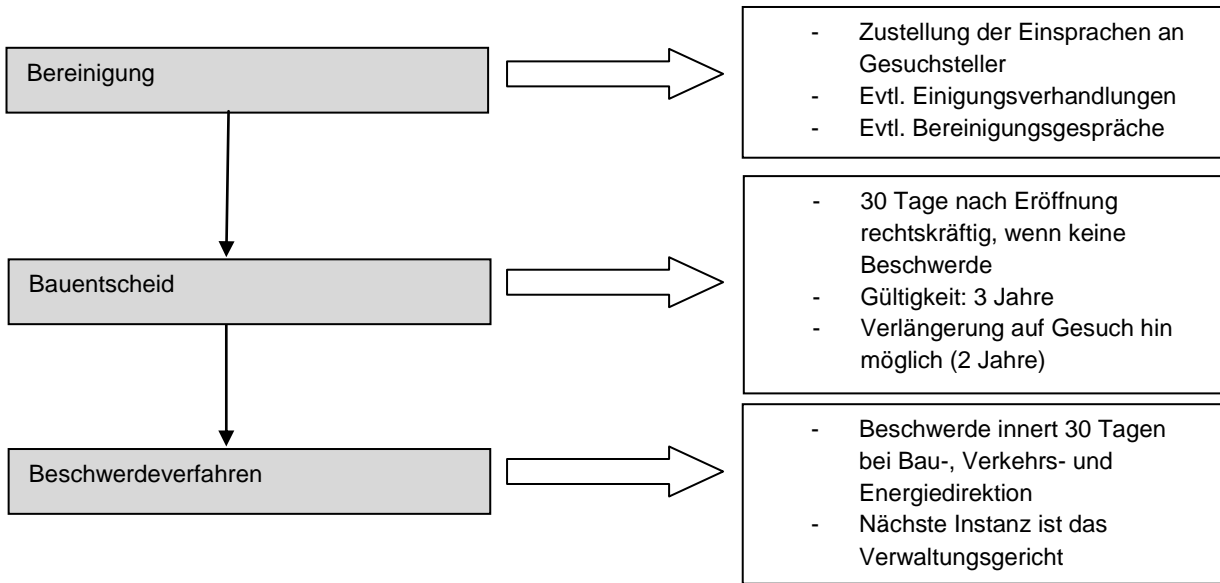 Bereinigung
- Zustellung der Einsprachen an
Gesuchsteller
- Evtl. Einigungsverhandlungen
- Evtl. Bereinigungsgespräche
Bauentscheid
- 30 Tage nach Eröffnung
rechtskräftig, wenn keine
Beschwerde
- Gültigkeit: 3 Jahre
- Verlängerung auf Gesuch hin
möglich (2 Jahre)
Beschwerdeverfahren
- Beschwerde innert 30 Tagen
bei Bau-, Verkehrs- und
Energiedirektion
- Nächste Instanz ist das
Verwaltungsgericht